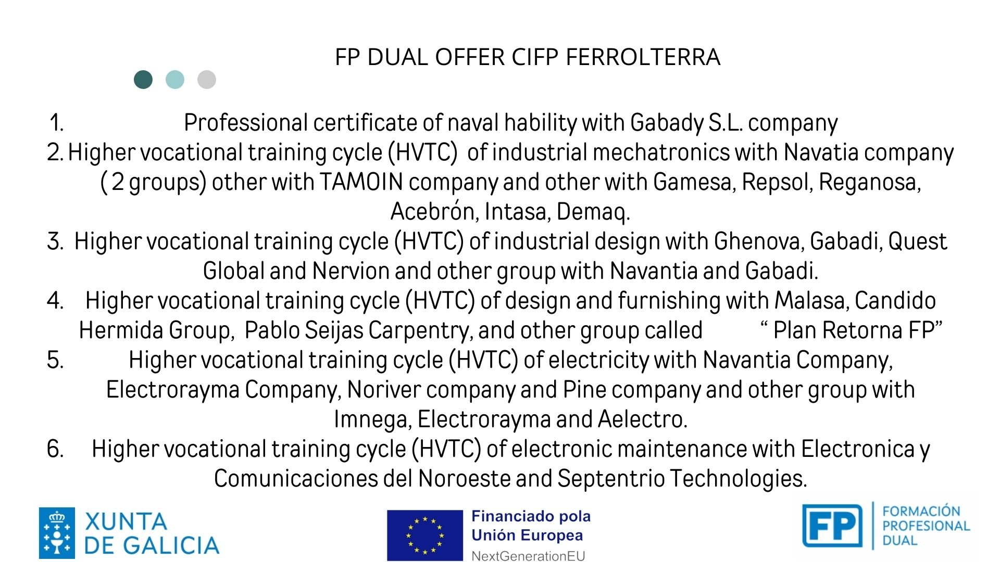 FP DUAL OFFER CIFP FERROLTERRA
1. Professional certificate of naval hability with Gabady S.L. company
2. Higher vocational training cycle (HVTC) of industrial mechatronics with Navatia company
( 2 groups) other with TAMOIN company and other with Gamesa, Repsol, Reganosa,
Acebrón, Intasa, Demaq.
3. Higher vocational training cycle (HVTC) of industrial design with Ghenova, Gabadi, Quest
Global and Nervion and other group with Navantia and Gabadi.
4. Higher vocational training cycle (HVTC) of design and furnishing with Malasa, Candido
Hermida Group, Pablo Seijas Carpentry, and other group called “ Plan Retorna FP”
5. Higher vocational training cycle (HVTC) of electricity with Navantia Company,
Electrorayma Company, Noriver company and Pine company and other group with
Imnega, Electrorayma and Aelectro.
6. Higher vocational training cycle (HVTC) of electronic maintenance with Electronica y
Comunicaciones del Noroeste and Septentrio Technologies.
XUNTA
DE GALICIA
Financiado pola
Unión Europea
NextGenerationEU
FP
FORMACIÓN
PROFESIONAL
DUAL